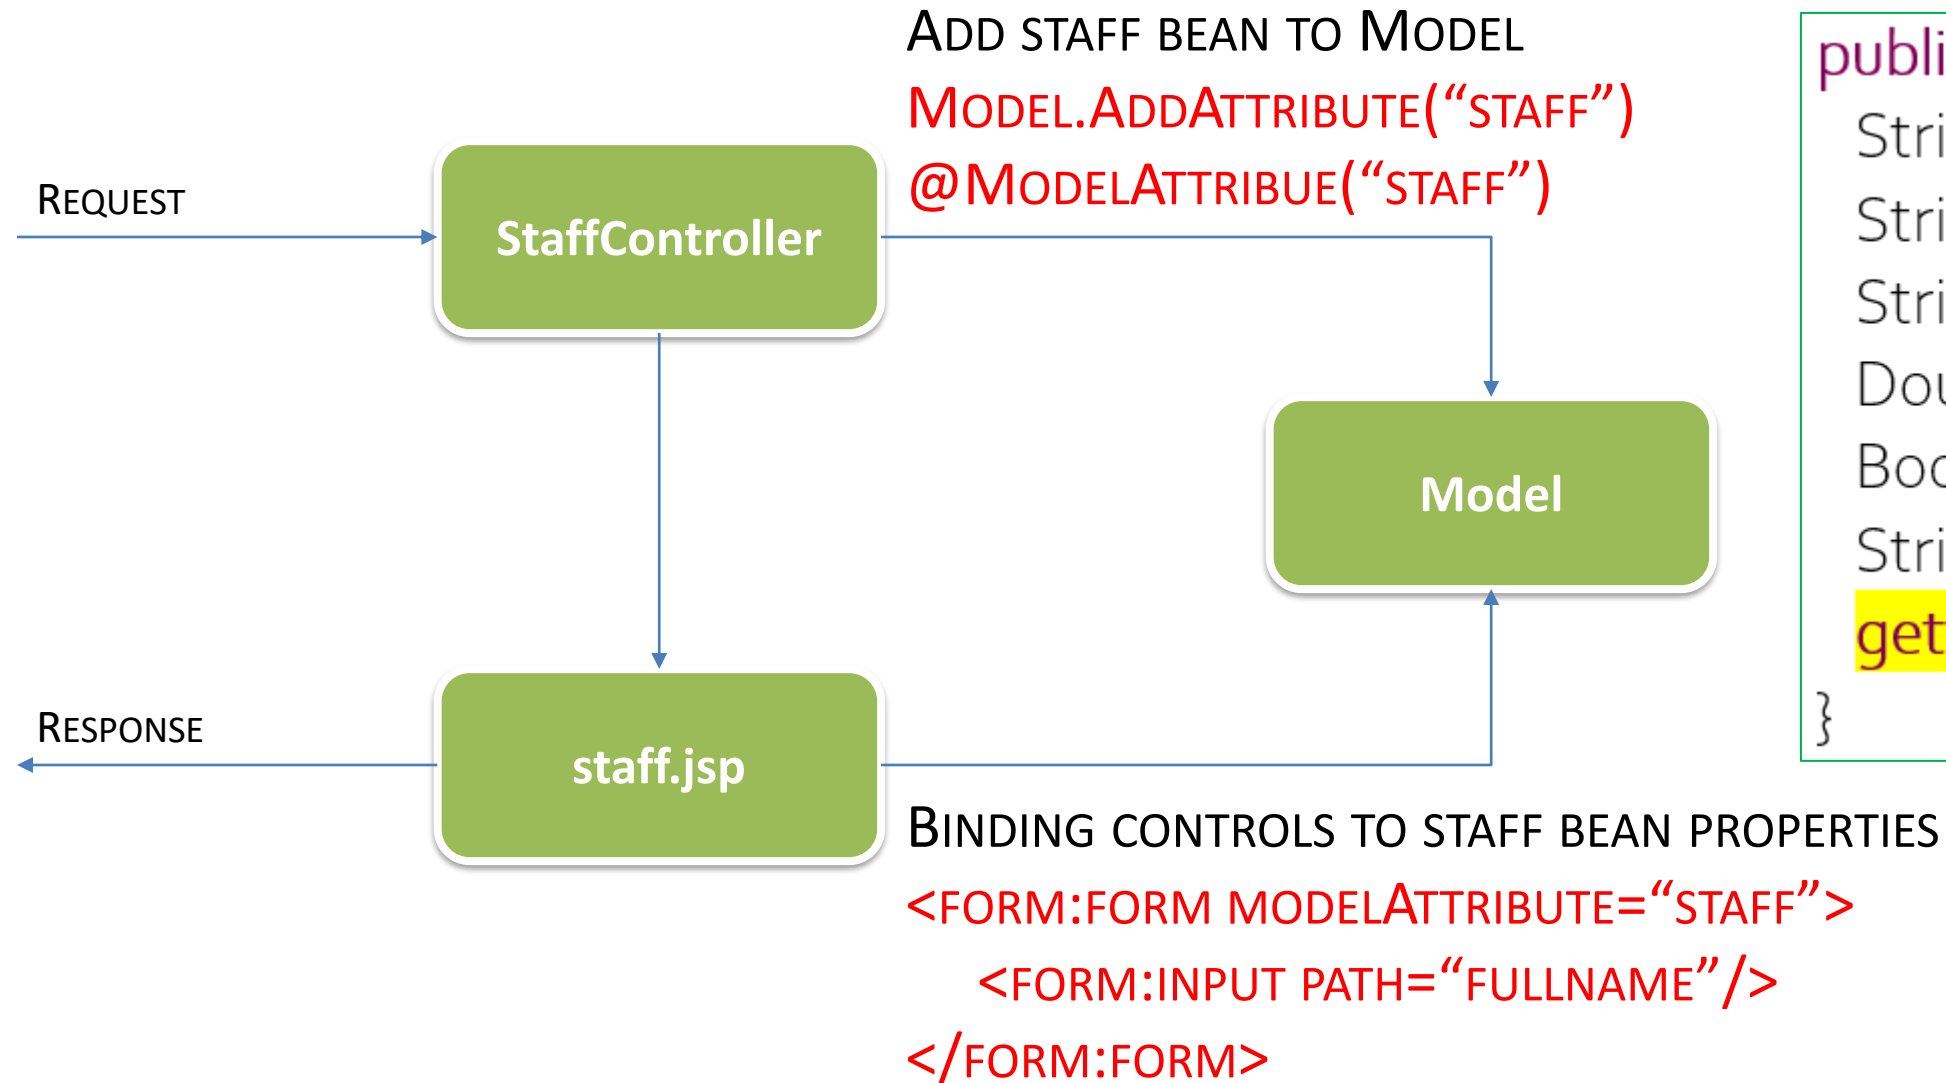 ADD STAFF BEAN TO MODEL
MODEL.ADDATTRIBUTE(“STAFF”)
@MODELATTRIBUE(“STAFF”)
REQUEST
StaffController
Model
RESPONSE
staff.jsp
BINDING CONTROLS TO STAFF BEAN PROPERTIES
<FORM:FORM MODELATTRIBUTE=“STAFF”>
<FORM:INPUT PATH=“FULLNAME”/>
</FORM:FORM>
}